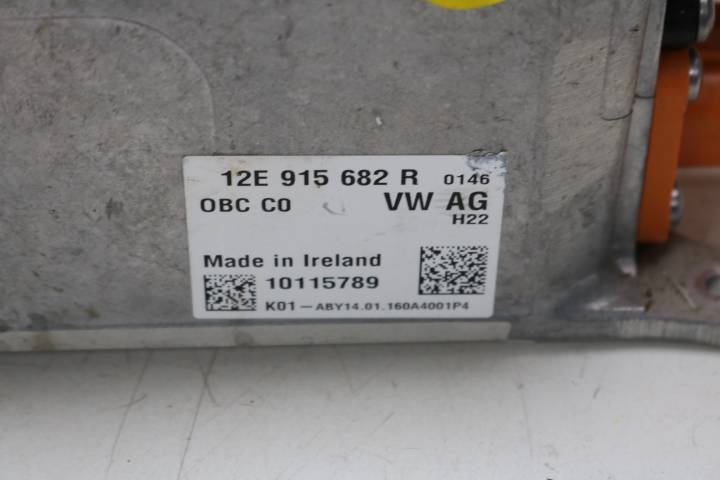 12E 915 682 R 0146
OBC C0 VW AG
H22
Made in Ireland
10115789
K01-ABY14.01.160A4001P4